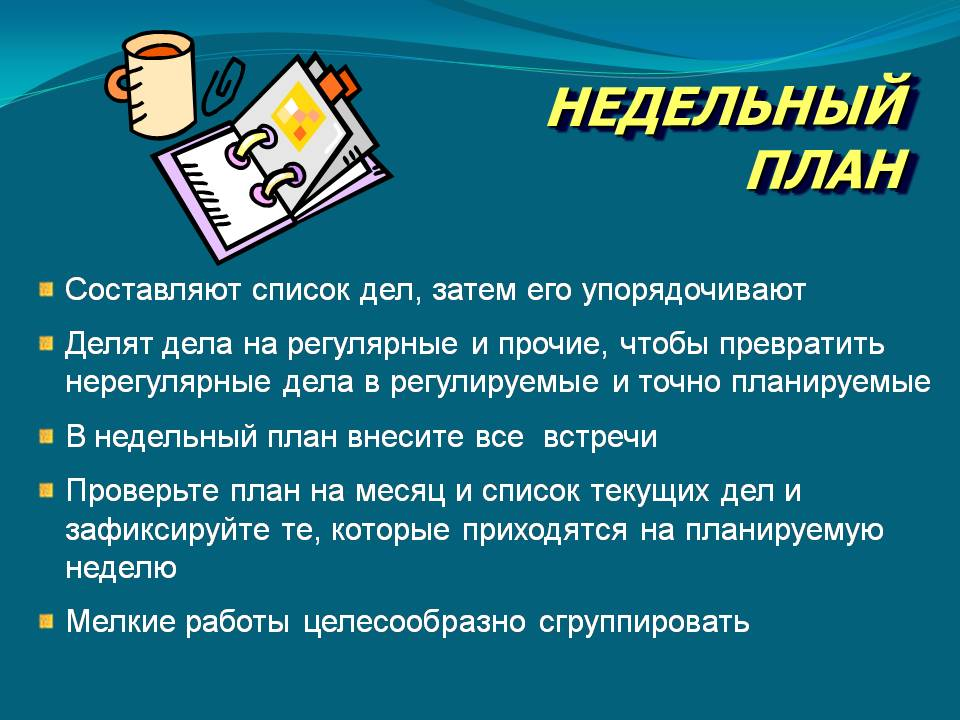 НЕДЕЛЬНЫЙ
ПЛАН
Составляют список дел, затем его упорядочивают
Делят дела на регулярные и прочие, чтобы превратить
нерегулярные дела в регулируемые и точно планируемые
В недельный план внесите все встречи
Проверьте план на месяц и список текущих дел и
зафиксируйте те, которые приходятся на планируемую
неделю
Мелкие работы целесообразно сгруппировать